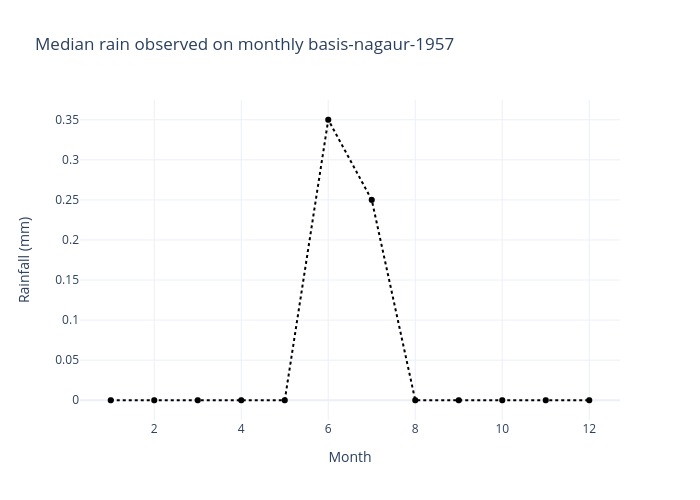 Median rain observed on monthly basis-nagaur-1957
0.35
0.3
0.25
0.2
0.15
0.1
0.05
0
Rainfall (mm)
2 4 6 8 10 12
Month